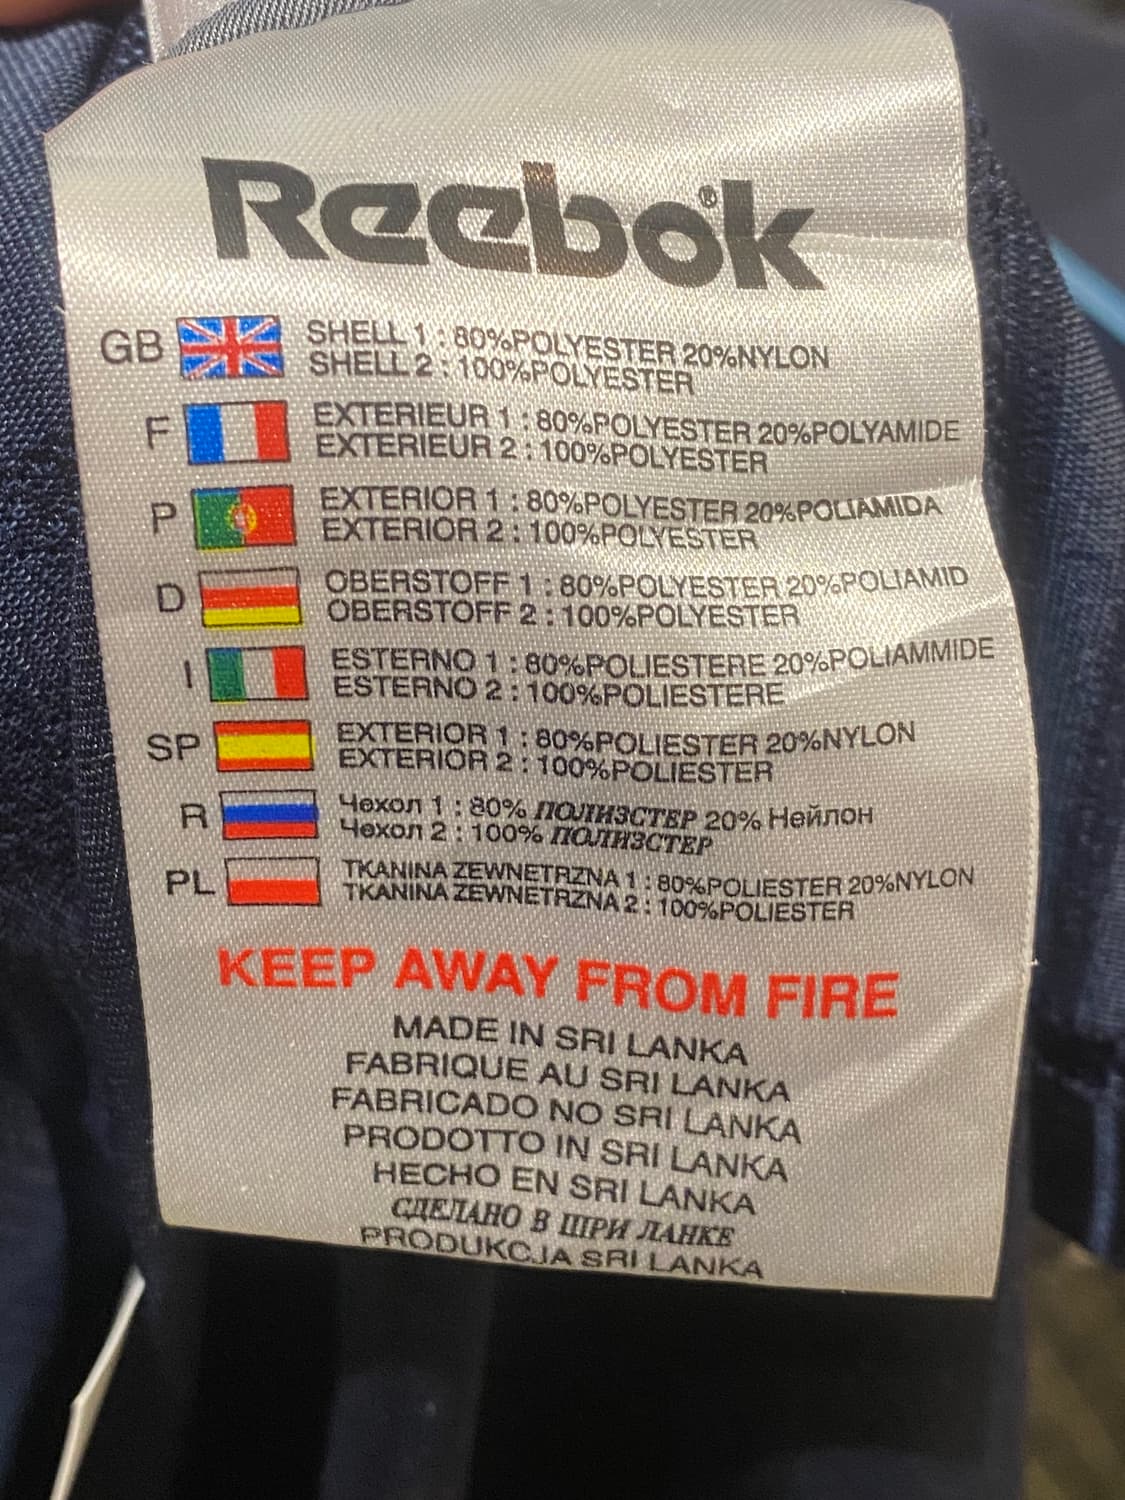 Reebok®
GB SHELL 1 : 80%POLYESTER 20%NYLON
SHELL 2 : 100%POLYESTER
F EXTERIEUR 1 : 80%POLYESTER 20%POLYAMIDE
EXTERIEUR 2 : 100%POLYESTER
P EXTERIOR 1 : 80%POLYESTER 20%POLIAMIDA
EXTERIOR 2 : 100%POLYESTER
D OBERSTOFF 1 : 80%POLYESTER 20%POLIAMID
OBERSTOFF 2 : 100%POLYESTER
I ESTERNO 1 : 80%POLIESTERE 20%POLIAMMIDE
ESTERNO 2 : 100%POLIESTERE
SP EXTERIOR 1 : 80%POLIESTER 20%NYLON
EXTERIOR 2 : 100%POLIESTER
R Чехол 1 : 80% ПОЛИЗСТЕР 20% Нейлон
Чехол 2 : 100% ПОЛИЗСТЕР
PL TKANINA ZEWNETRZNA 1 : 80%POLIESTER 20%NYLON
TKANINA ZEWNETRZNA 2 : 100%POLIESTER
KEEP AWAY FROM FIRE
MADE IN SRI LANKA
FABRIQUE AU SRI LANKA
FABRICADO NO SRI LANKA
PRODOTTO IN SRI LANKA
HECHO EN SRI LANKA
СДЕЛАНО В ШРИ ЛАНКЕ
PRODUKCJA SRI LANKA